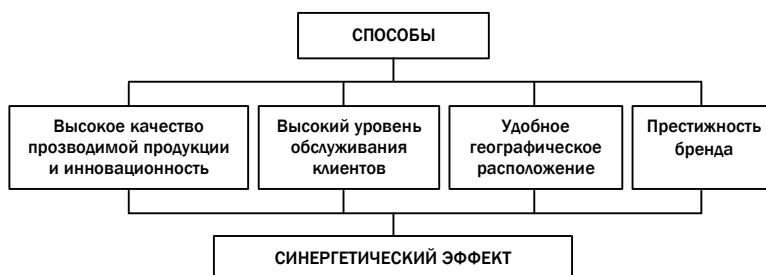 СПОСОБЫ
Высокое качество
прозводимой продукции
и инновационность
Высокий уровень
обслуживания
клиентов
Удобное
географическое
расположение
Престижность
бренда
СИНЕРГЕТИЧЕСКИЙ ЭФФЕКТ